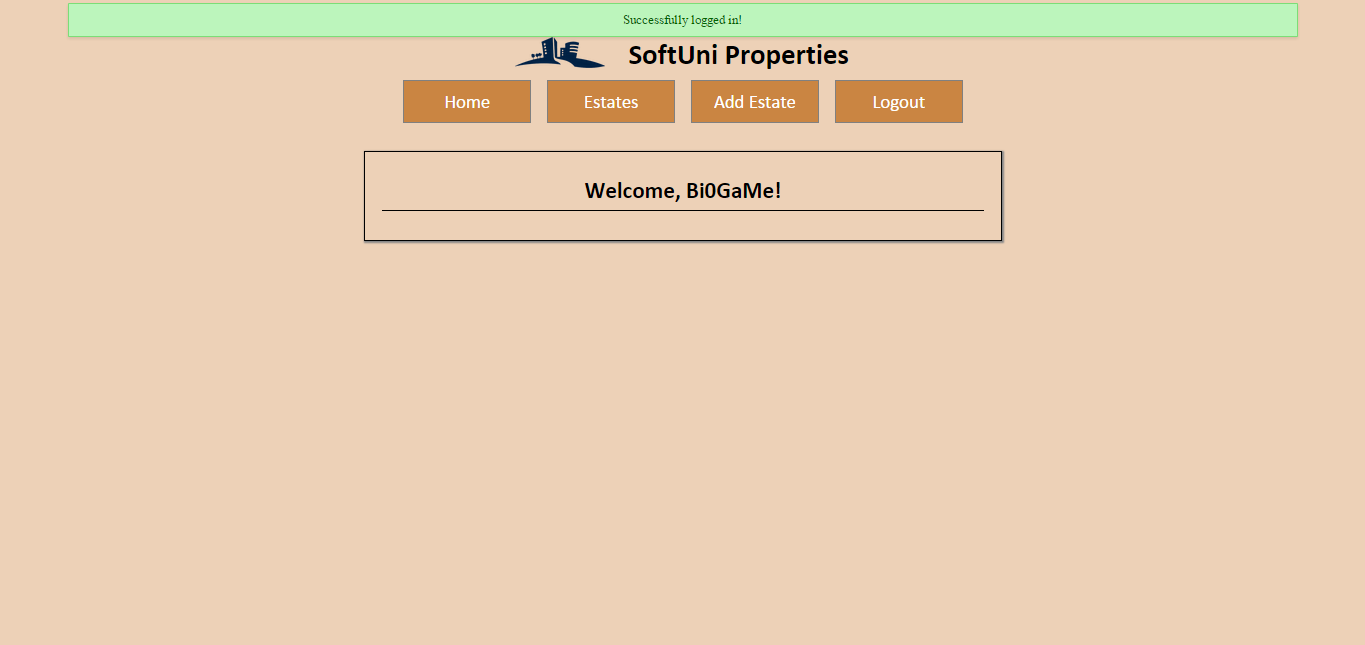 Successfully logged in!
SoftUni Properties
Home Estates Add Estate Logout
Welcome, Bi0GaMe!